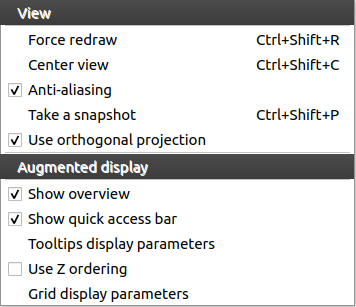 View
Force redraw Ctrl+Shift+R
Center view Ctrl+Shift+C
Anti-aliasing
Take a snapshot Ctrl+Shift+P
Use orthogonal projection
Augmented display
Show overview
Show quick access bar
Tooltips display parameters
Use Z ordering
Grid display parameters